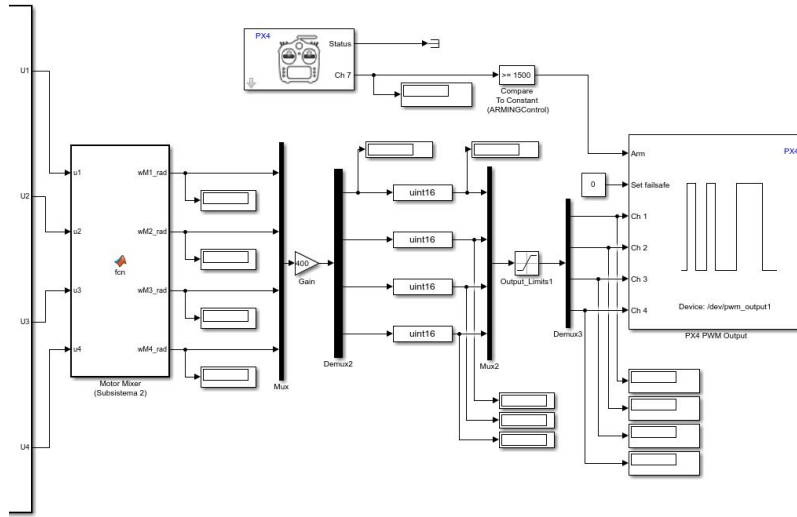 PX4
Status
Ch 7
>= 1500
Compare
To Constant
(ARMINGControl)
U1
U2
U3
U4
u1
u2
u3
u4
fcn
wM1_rad
wM2_rad
wM3_rad
wM4_rad
Motor Mixer
(Subsistema 2)
Mux
400
Gain
Demux2
uint16
uint16
uint16
uint16
Mux2
Output_Limits1
Demux3
0
PX4
Arm
Set failsafe
Ch 1
Ch 2
Ch 3
Ch 4
Device: /dev/pwm_output1
PX4 PWM Output